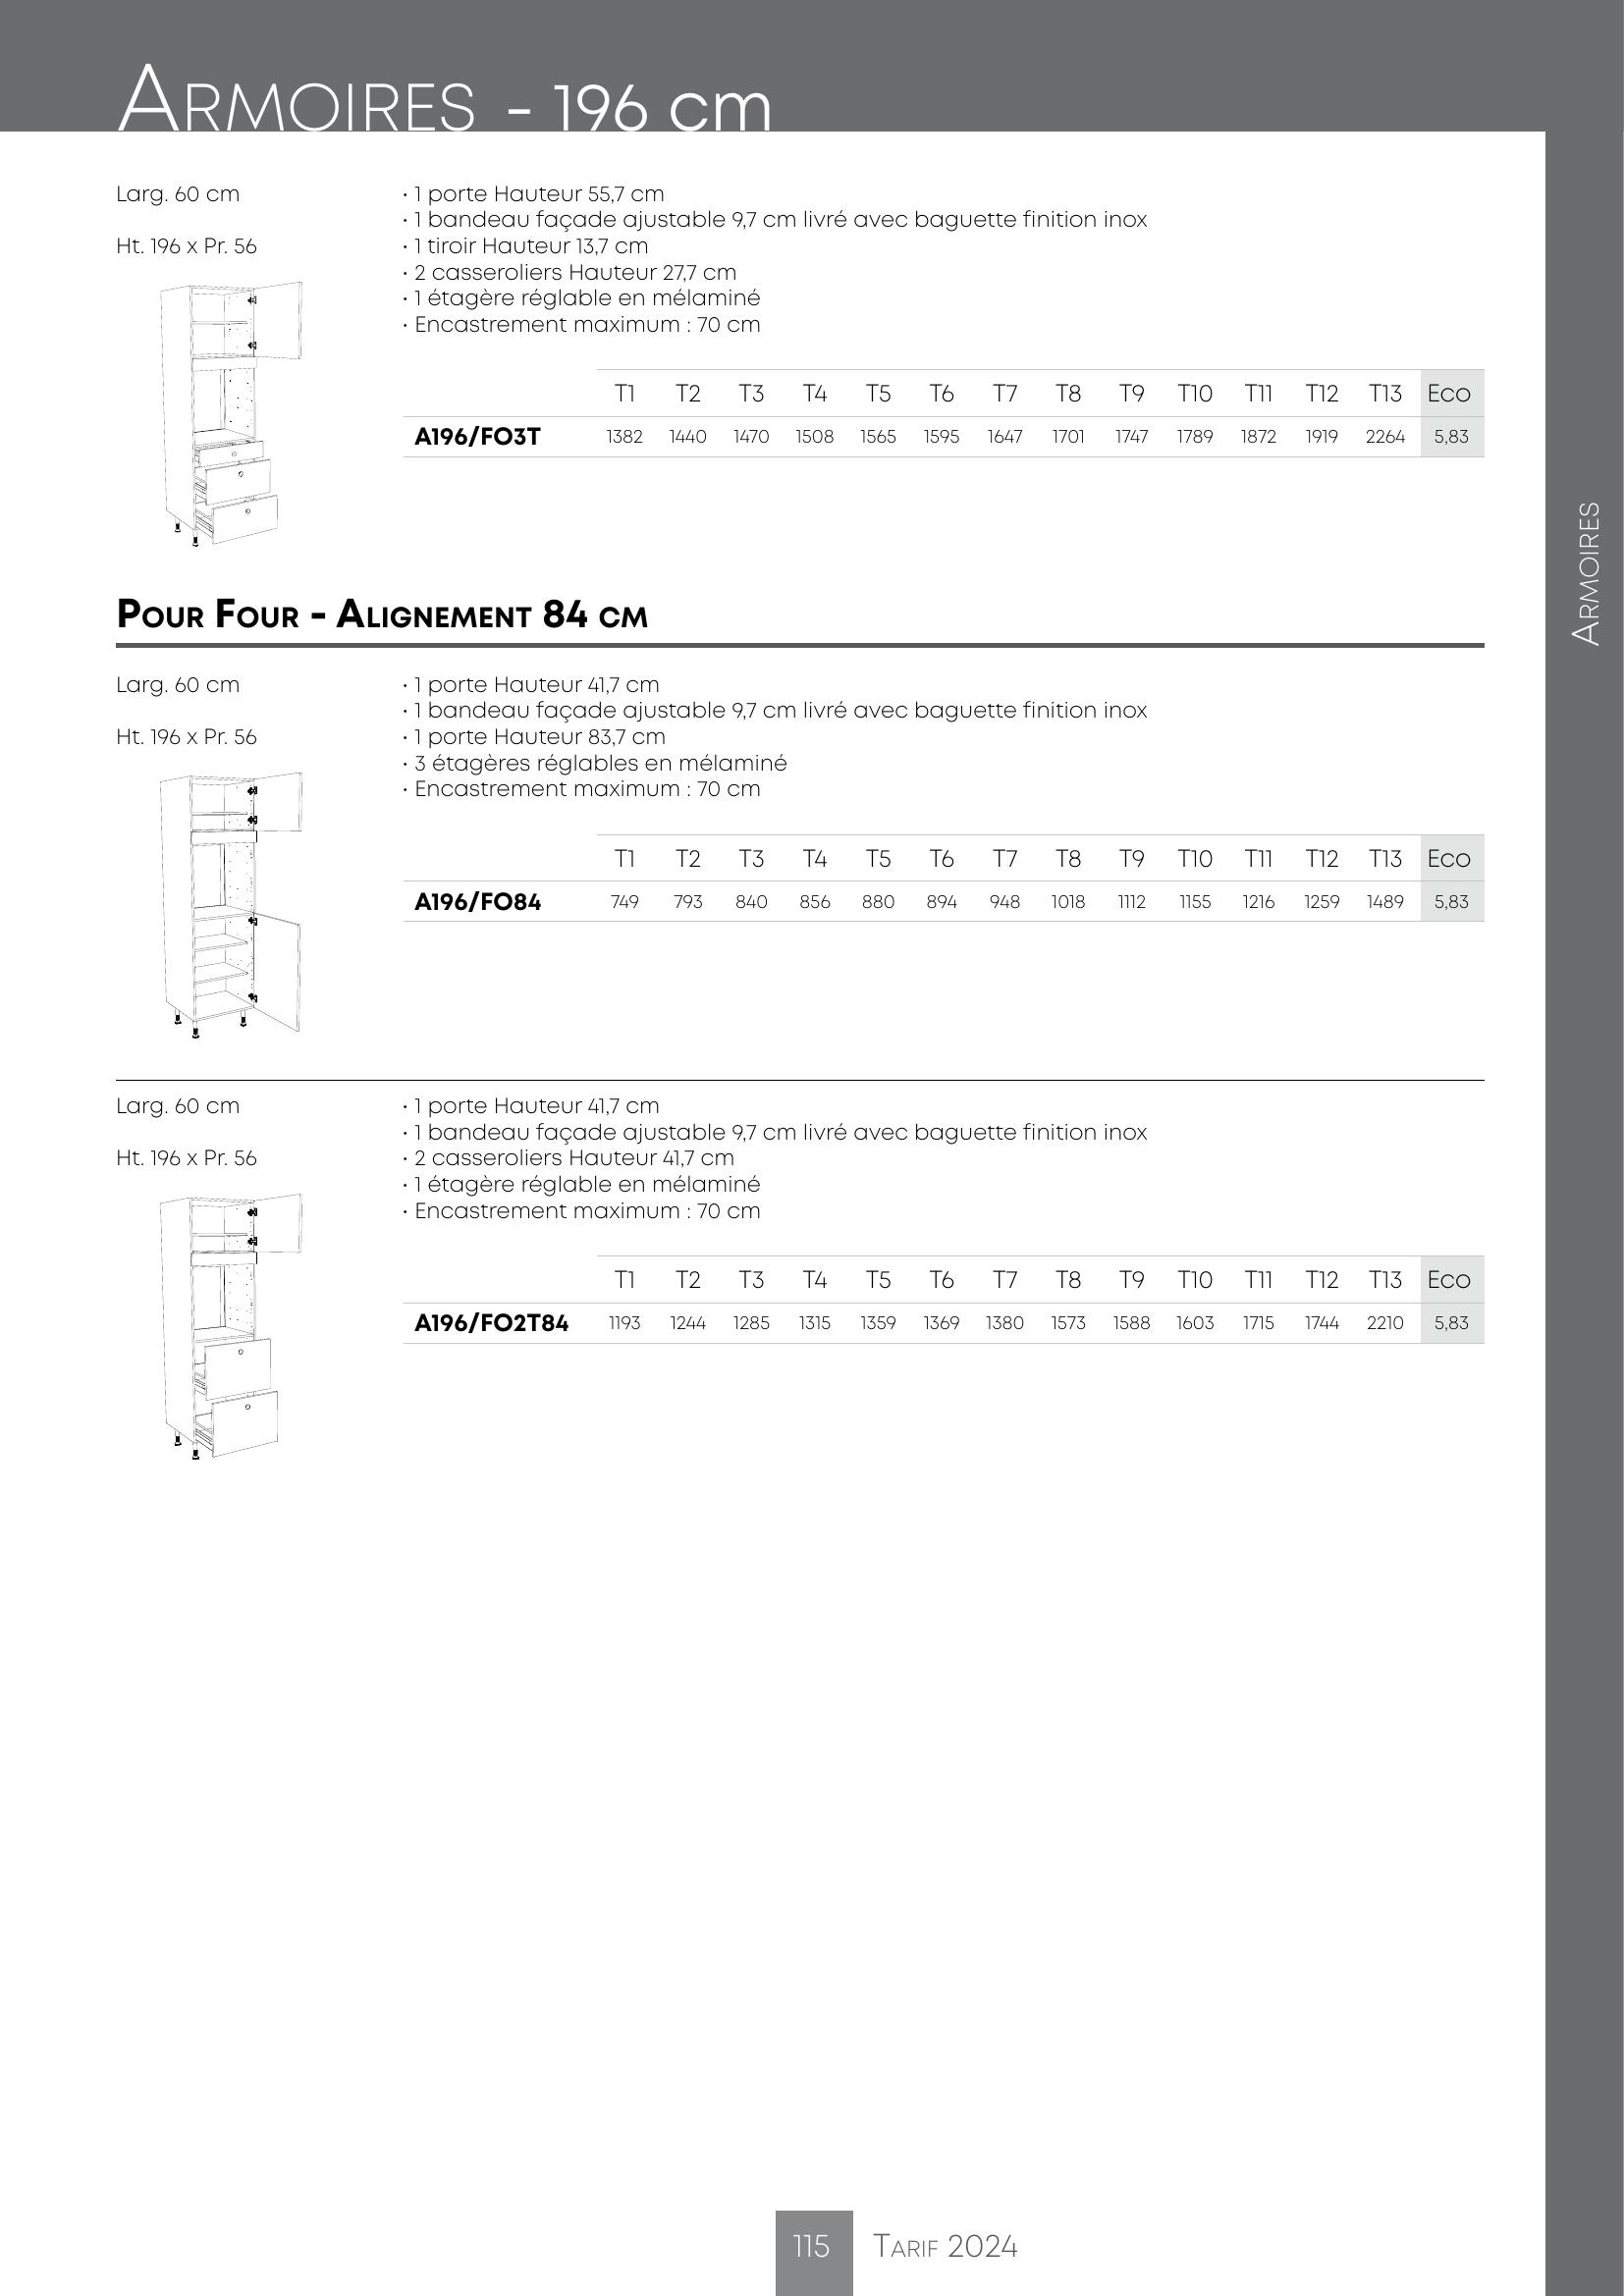 Armoires - 196 cm
Larg. 60 cm
Ht. 196 x Pr. 56
• 1 porte Hauteur 55,7 cm
• 1 bandeau façade ajustable 9,7 cm livré avec baguette finition inox
• 1 tiroir Hauteur 13,7 cm
• 2 casseroliers Hauteur 27,7 cm
• 1 étagère réglable en mélaminé
• Encastrement maximum : 70 cm
T1 T2 T3 T4 T5 T6 T7 T8 T9 T10 T11 T12 T13 Eco
A196/FO3T 1382 1440 1470 1508 1565 1595 1647 1701 1747 1789 1872 1919 2264 5,83
Armoires
Pour Four - Alignement 84 cm
Larg. 60 cm
Ht. 196 x Pr. 56
• 1 porte Hauteur 41,7 cm
• 1 bandeau façade ajustable 9,7 cm livré avec baguette finition inox
• 1 porte Hauteur 83,7 cm
• 3 étagères réglables en mélaminé
• Encastrement maximum : 70 cm
T1 T2 T3 T4 T5 T6 T7 T8 T9 T10 T11 T12 T13 Eco
A196/FO84 749 793 840 856 880 894 948 1018 1112 1155 1216 1259 1489 5,83
Larg. 60 cm
Ht. 196 x Pr. 56
• 1 porte Hauteur 41,7 cm
• 1 bandeau façade ajustable 9,7 cm livré avec baguette finition inox
• 2 casseroliers Hauteur 41,7 cm
• 1 étagère réglable en mélaminé
• Encastrement maximum : 70 cm
T1 T2 T3 T4 T5 T6 T7 T8 T9 T10 T11 T12 T13 Eco
A196/FO2T84 1193 1244 1285 1315 1359 1369 1380 1573 1588 1603 1715 1744 2210 5,83
115 Tarif 2024